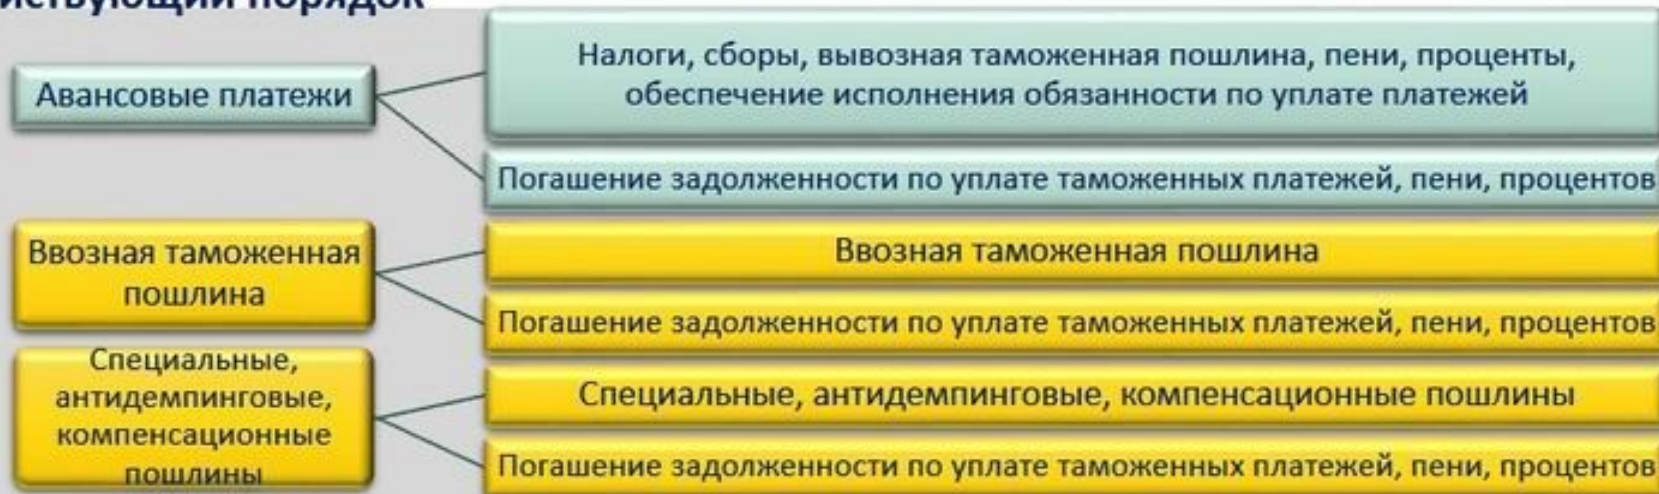 порядок
Авансовые платежи
Налоги, сборы, вывозная таможенная пошлина, пени, проценты,
обеспечение исполнения обязанности по уплате платежей
Погашение задолженности по уплате таможенных платежей, пени, процентов
Ввозная таможенная
пошлина
Ввозная таможенная пошлина
Погашение задолженности по уплате таможенных платежей, пени, процентов
Специальные,
антидемпинговые,
компенсационные
пошлины
Специальные, антидемпинговые, компенсационные пошлины
Погашение задолженности по уплате таможенных платежей, пени, процентов